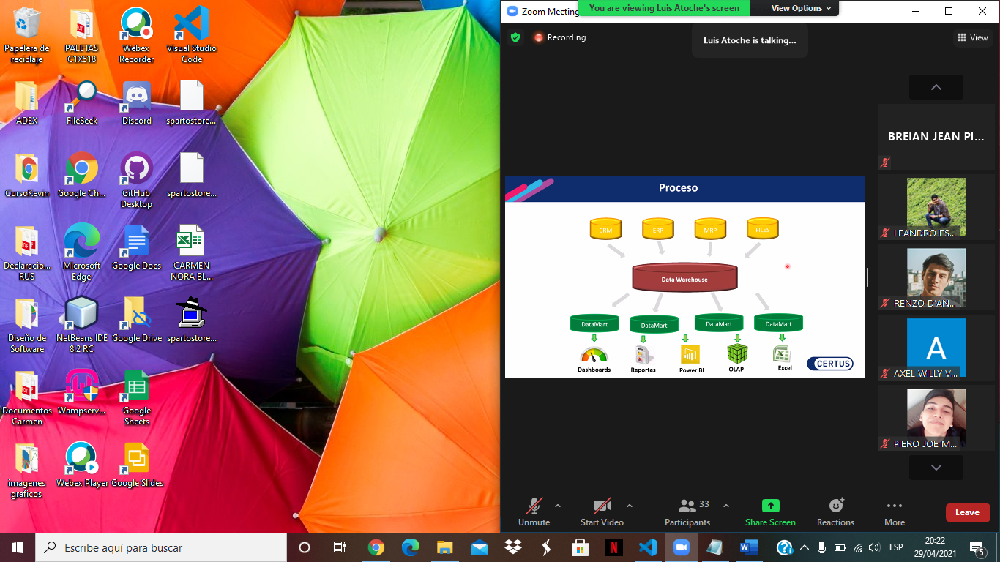 Papelera de
reciclaje
PALETAS
C1X518
Webex
Recorder
Visual Studio
Code
ADEX
FileSeek
Discord
spartostore...
CursoKevin
Google Ch...
GitHub
Desktop
spartostore...
Declaracio...
RUS
Microsoft
Edge
Google Docs
CARMEN
NORA BL...
Diseño de
Software
NetBeans IDE
8.2 RC
Google Drive
spartostore...
Documentos
Carmen
Wampserv...
Google
Sheets
imagenes
graficos
Webex Player
Google Slides
Zoom Meeting
You are viewing Luis Atoche's screen
View Options
Recording
Luis Atoche is talking...
View
Proceso
CRM
ERP
MRP
FILES
Data Warehouse
DataMart
DataMart
DataMart
DataMart
Dashboards
Reportes
Power BI
OLAP
Excel
CERTUS
BREIAN JEAN PI...
LEANDRO ES...
RENZO D'AN...
A
AXEL WILLY V...
PIERO JOE M...
Unmute
Start Video
33
Participants
Share Screen
Reactions
More
Leave
Escribe aquí para buscar
ESP
20:22
29/04/2021
5